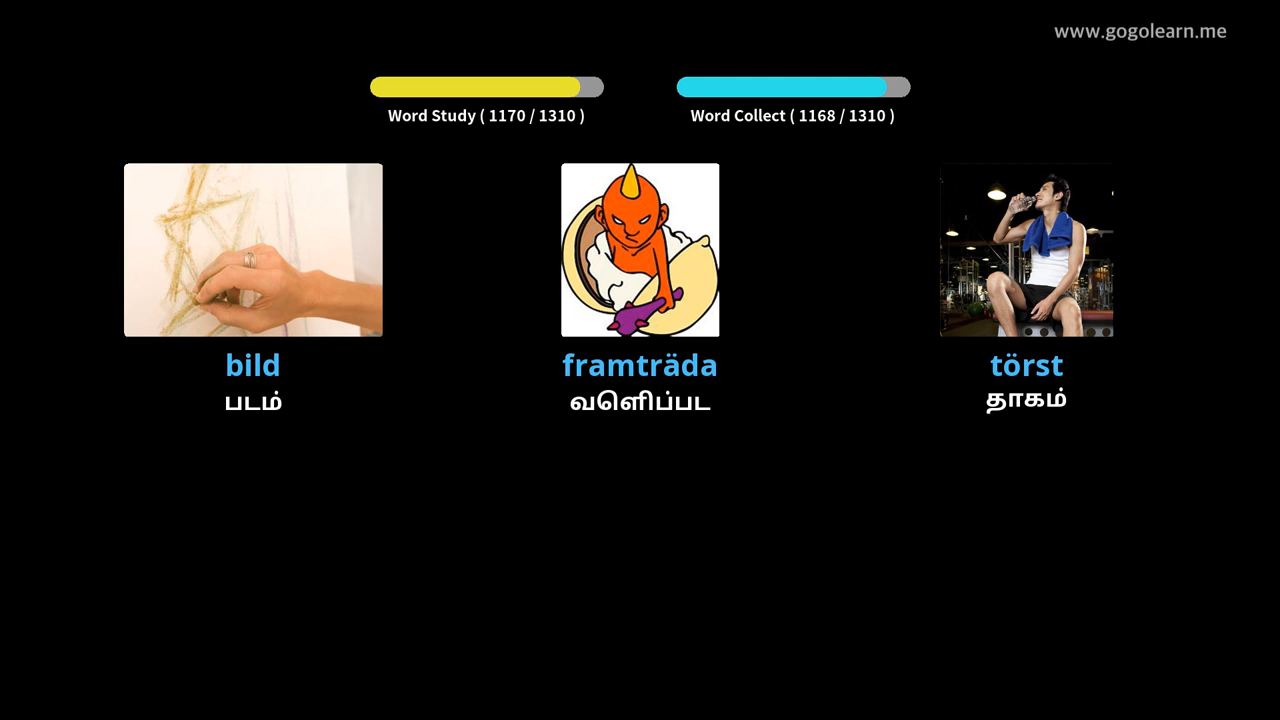 www.gogolearn.me
Word Study ( 1170 / 1310 )
Word Collect ( 1168 / 1310 )
bild
படம்
framträda
வெளிப்பட
törst
தாகம்